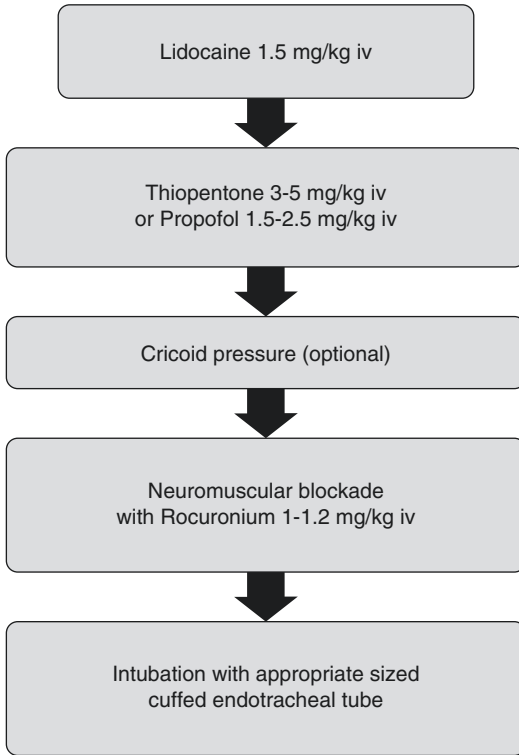 Lidocaine 1.5 mg/kg iv
Thiopentone 3-5 mg/kg iv
or Propofol 1.5-2.5 mg/kg iv
Cricoid pressure (optional)
Neuromuscular blockade
with Rocuronium 1-1.2 mg/kg iv
Intubation with appropriate sized
cuffed endotracheal tube